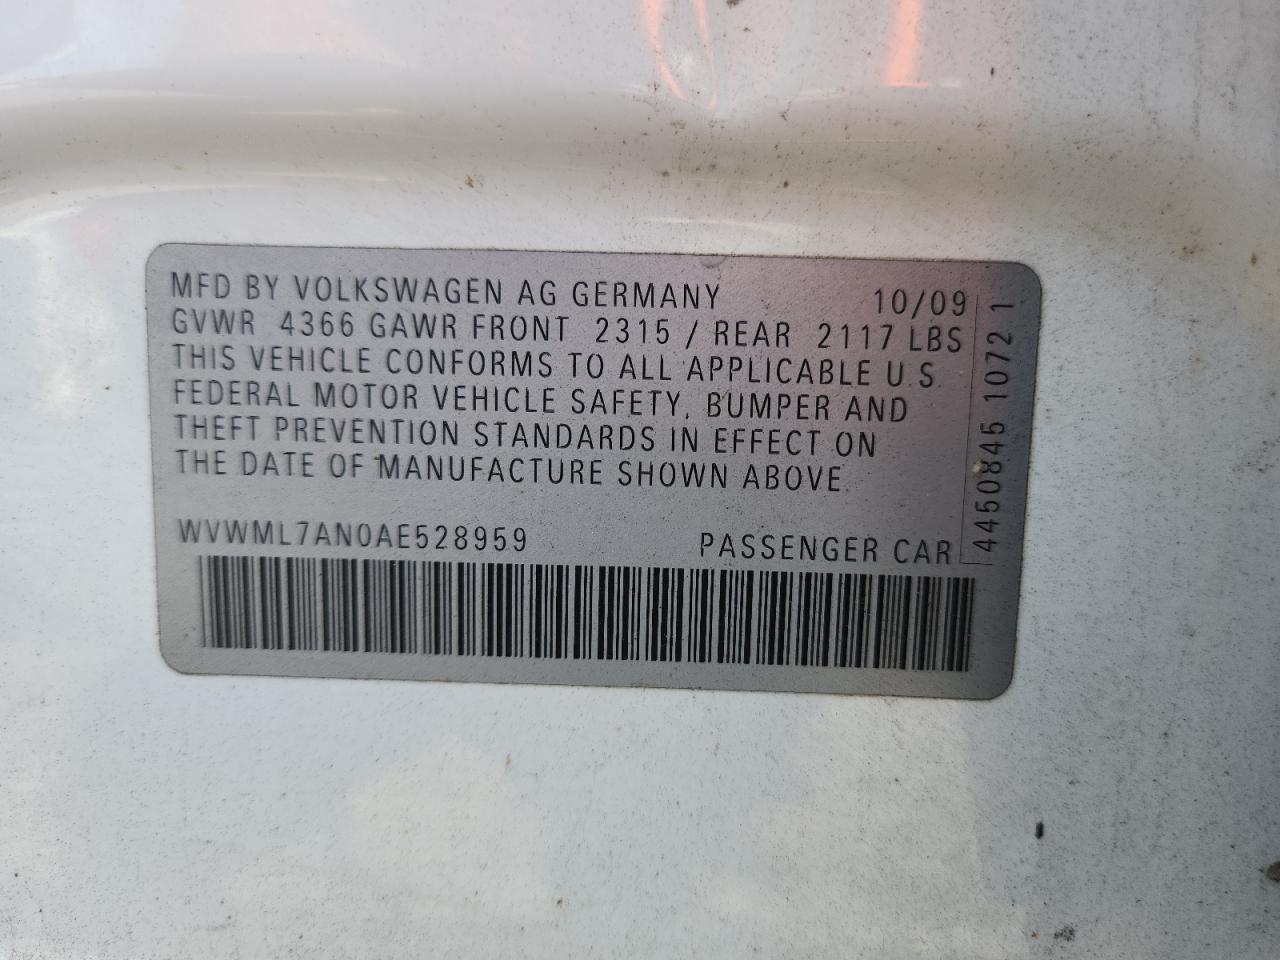 MFD BY VOLKSWAGEN AG GERMANY 10/09
GVWR 4366 GAWR FRONT 2315 / REAR 2117 LBS
THIS VEHICLE CONFORMS TO ALL APPLICABLE U.S.
FEDERAL MOTOR VEHICLE SAFETY, BUMPER AND
THEFT PREVENTION STANDARDS IN EFFECT ON
THE DATE OF MANUFACTURE SHOWN ABOVE.
WVWML7AN0AE528959 PASSENGER CAR
4450845 1072 1